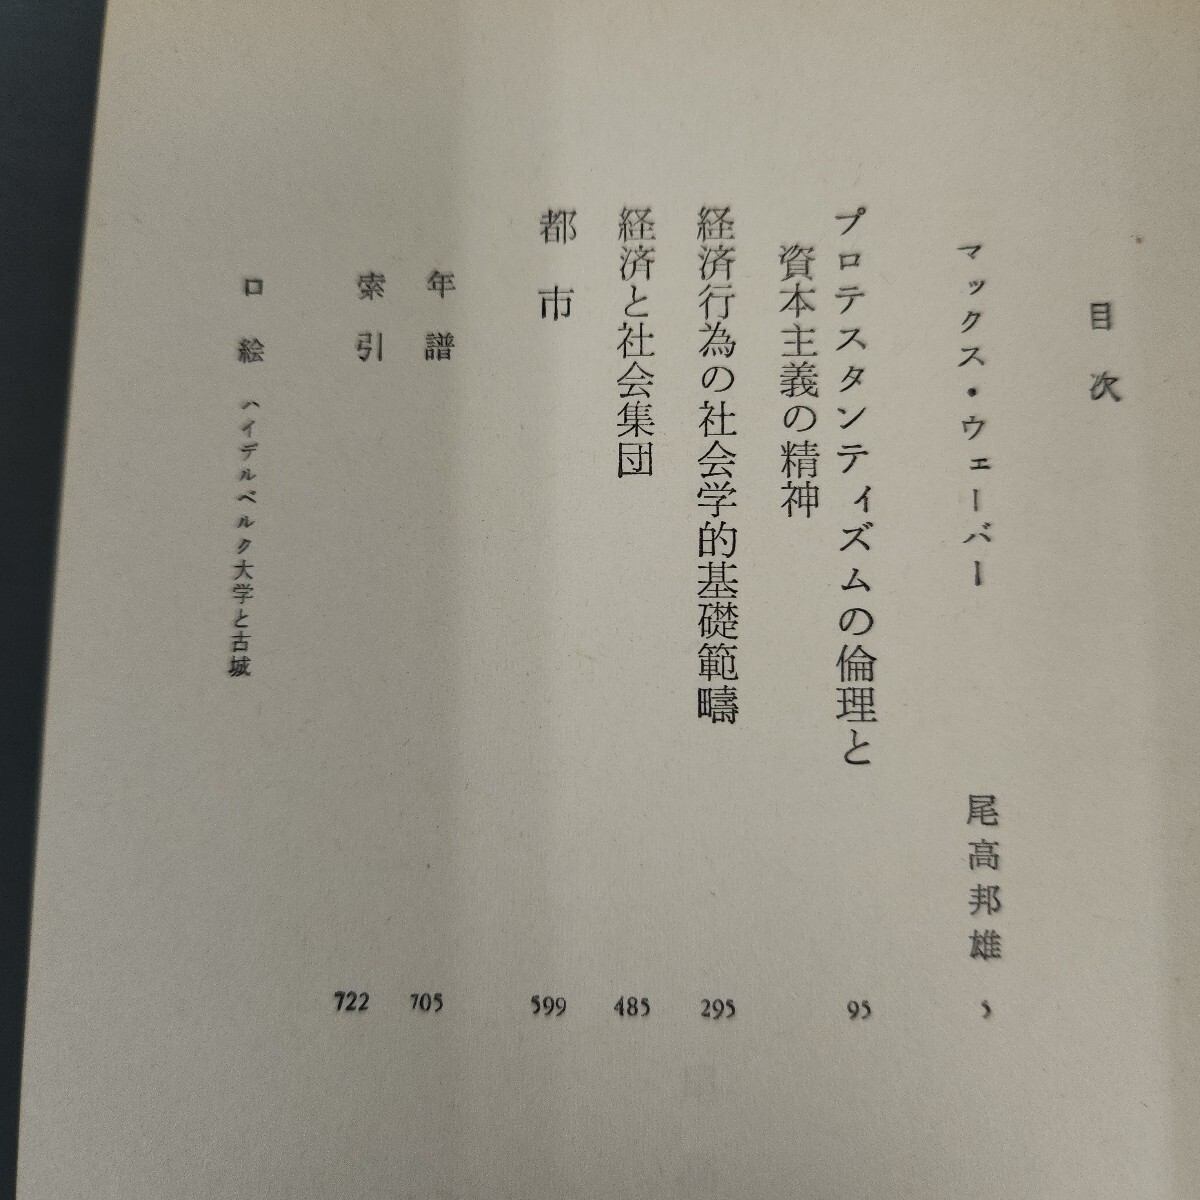 目次
マックス・ウェーバー 尾高邦雄 5
プロテスタンティズムの倫理と
資本主義の精神 95
経済行為の社会学的基礎範疇 295
経済と社会集団 485
都市 599
年譜 705
索引 722
口絵 ハイデルベルク大学と古城